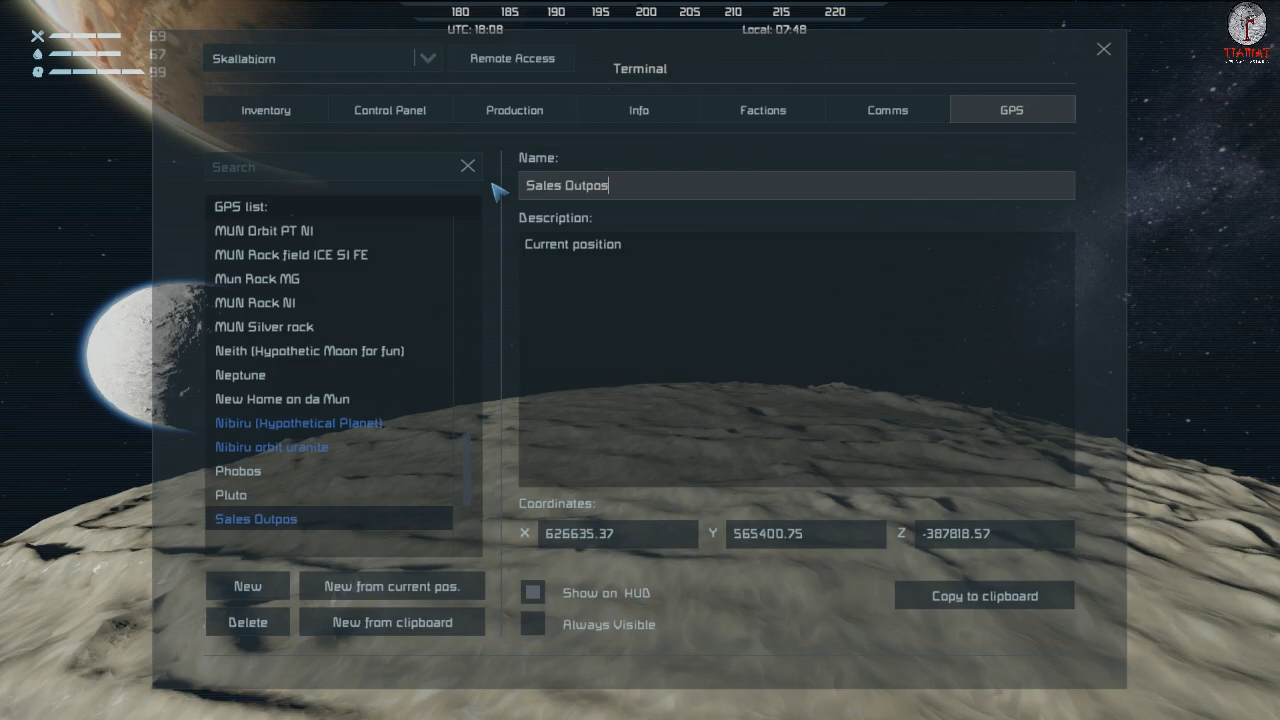 180 185 190 195 200 205 210 215 220
UTC: 18:08 Local: 07:48
69
67
99
TIAMAT
Skallabjorn
Remote Access
Terminal
Inventory Control Panel Production Info Factions Comms GPS
Search
GPS list:
MUN Orbit PT NI
MUN Rock field ICE SI FE
Mun Rock MG
MUN Rock NI
MUN Silver rock
Neith (Hypothetic Moon for fun)
Neptune
New Home on da Mun
Nibiru (Hypothetical Planet)
Nibiru orbit uranite
Phobos
Pluto
Sales Outpos
New New from current pos.
Delete New from clipboard
Name:
Sales Outpos
Description:
Current position
Coordinates:
X 626635.37 Y 565400.75 Z -387818.57
Show on HUD
Always Visible
Copy to clipboard